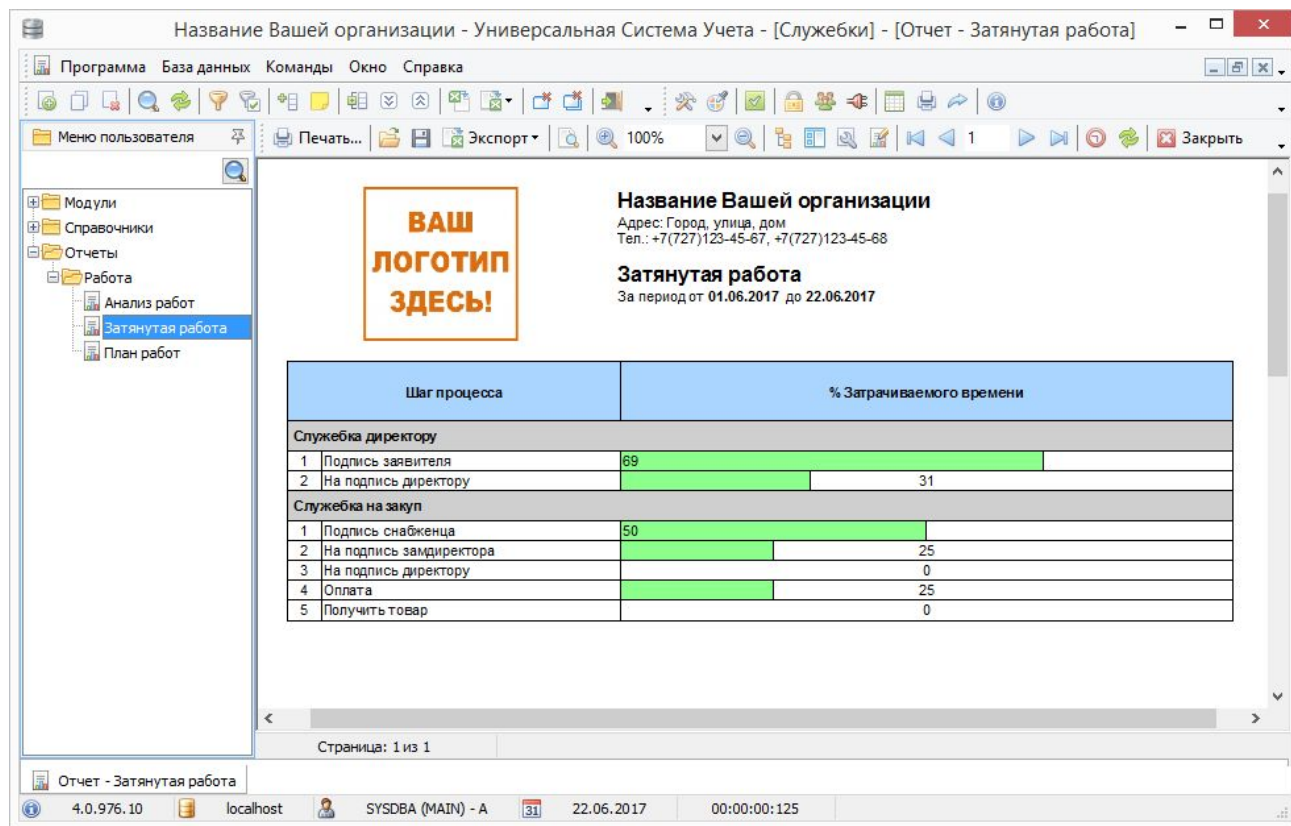 Название Вашей организации - Универсальная Система Учета - [Служебки] - [Отчет - Затянутая работа]
Программа База данных Команды Окно Справка
Меню пользователя
Печать... Экспорт 100% 1 Закрыть
Модули
Справочники
Отчеты
Работа
Анализ работ
Затянутая работа
План работ
ВАШ
ЛОГОТИП
ЗДЕСЬ!
Название Вашей организации
Адрес: Город, улица, дом
Тел.: +7(727)123-45-67, +7(727)123-45-68
Затянутая работа
За период от 01.06.2017 до 22.06.2017
Шаг процесса % Затрачиваемого времени
Служебка директору
1 Подпись заявителя 69
2 На подпись директору 31
Служебка на закуп
1 Подпись снабженца 50
2 На подпись замдиректора 25
3 На подпись директору 0
4 Оплата 25
5 Получить товар 0
Страница: 1 из 1
Отчет - Затянутая работа
4.0.976.10 localhost SYSDBA (MAIN) - A 31 22.06.2017 00:00:00:125